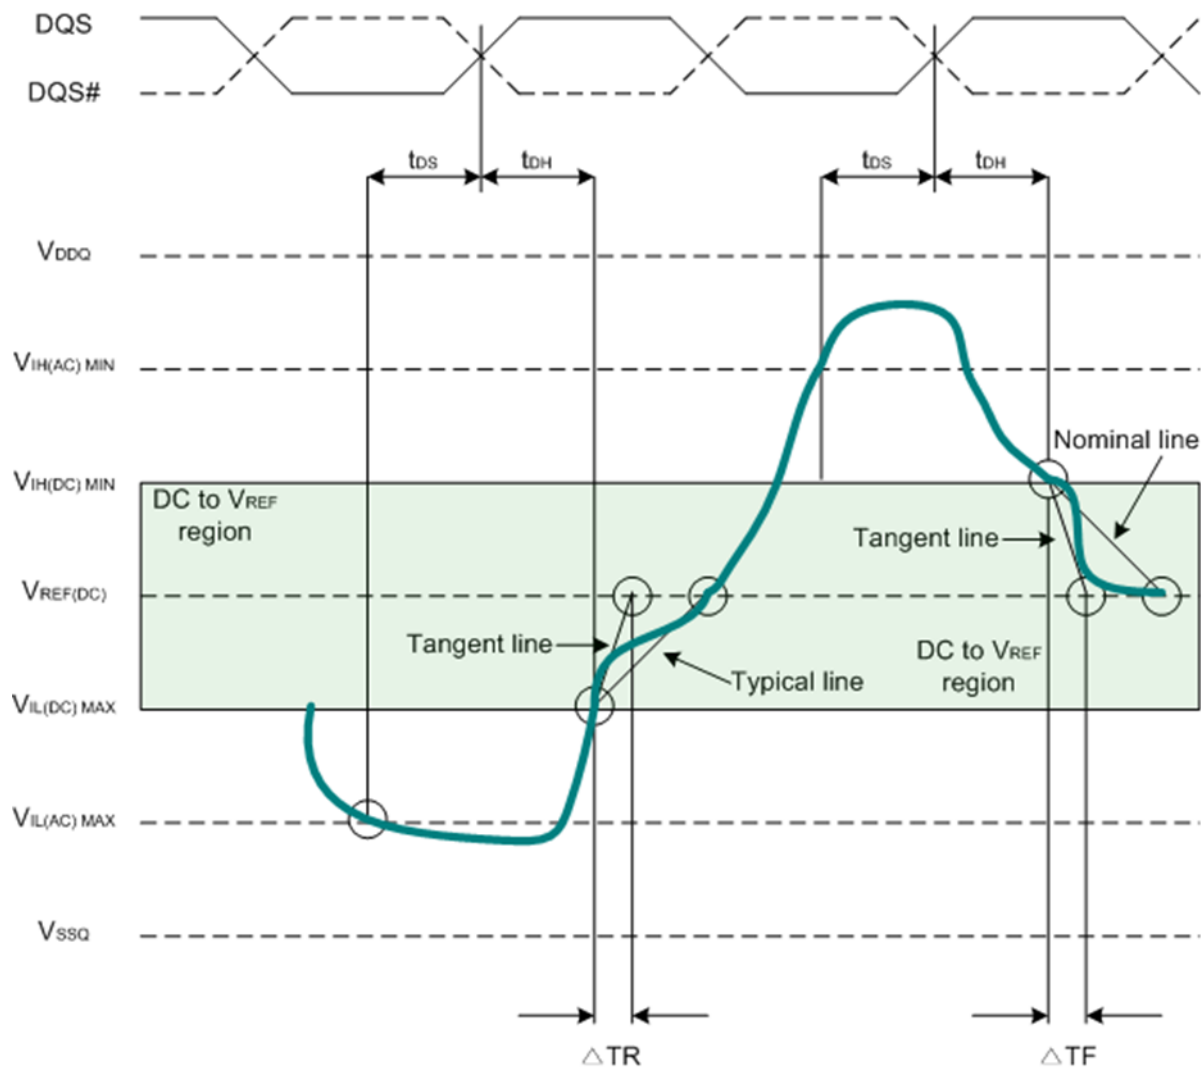 DQS
DQS#
tDS
tDH
tDS
tDH
VDDQ
VIH(AC) MIN
Nominal line
VIH(DC) MIN
DC to VREF
region
Tangent line
VREF(DC)
Tangent line
DC to VREF
region
Typical line
VIL(DC) MAX
VIL(AC) MAX
VSSQ
△TR
△TF